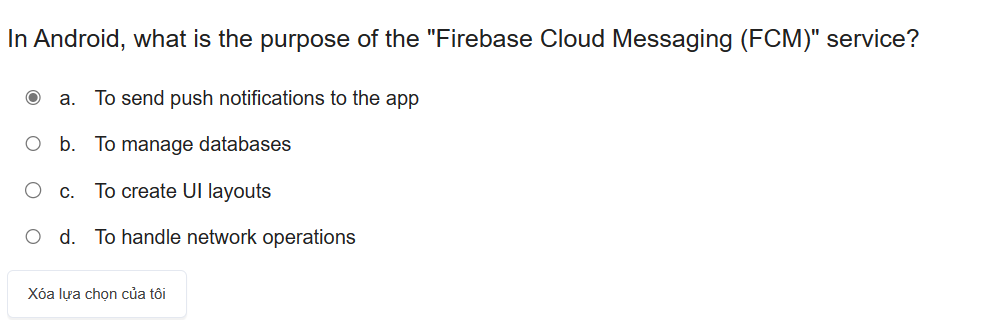 In Android, what is the purpose of the "Firebase Cloud Messaging (FCM)" service?
a. To send push notifications to the app
b. To manage databases
c. To create UI layouts
d. To handle network operations
Xóa lựa chọn của tôi